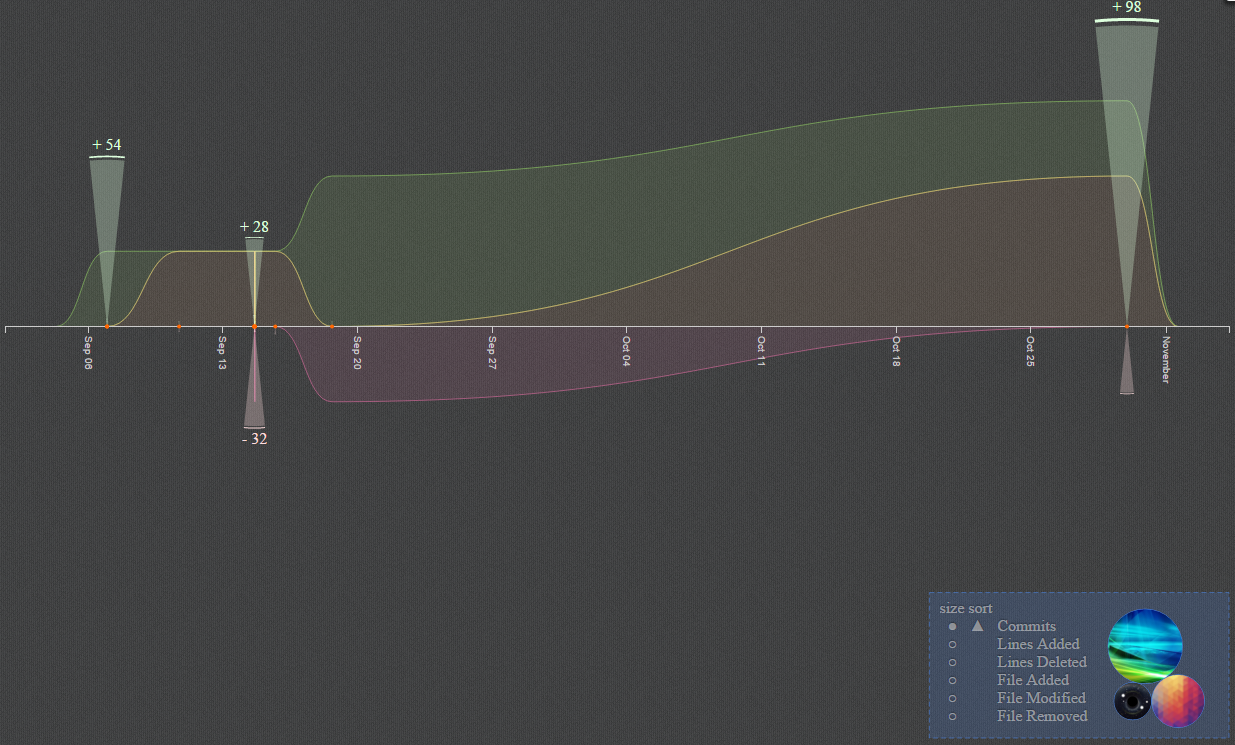 + 98
+ 54
+ 28
Sep 06
Sep 13
Sep 20
Sep 27
Oct 04
Oct 11
Oct 18
Oct 25
November
- 32
size sort
Commits
Lines Added
Lines Deleted
File Added
File Modified
File Removed